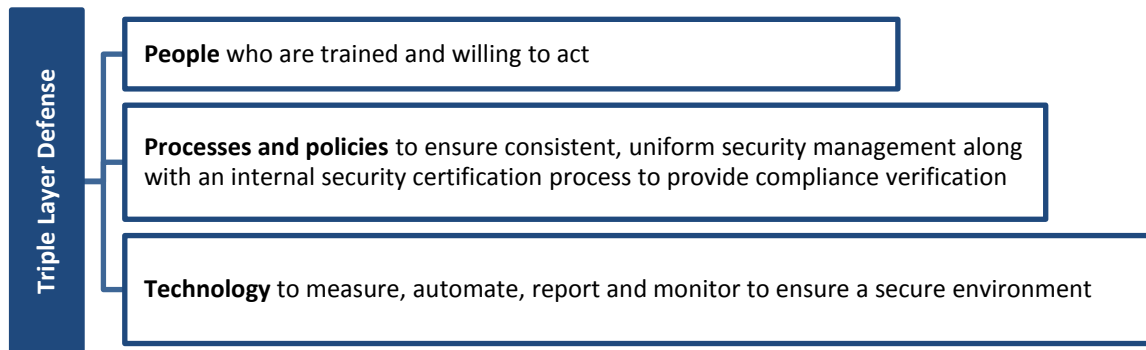 Triple Layer Defense
People who are trained and willing to act
Processes and policies to ensure consistent, uniform security management along
with an internal security certification process to provide compliance verification
Technology to measure, automate, report and monitor to ensure a secure environment